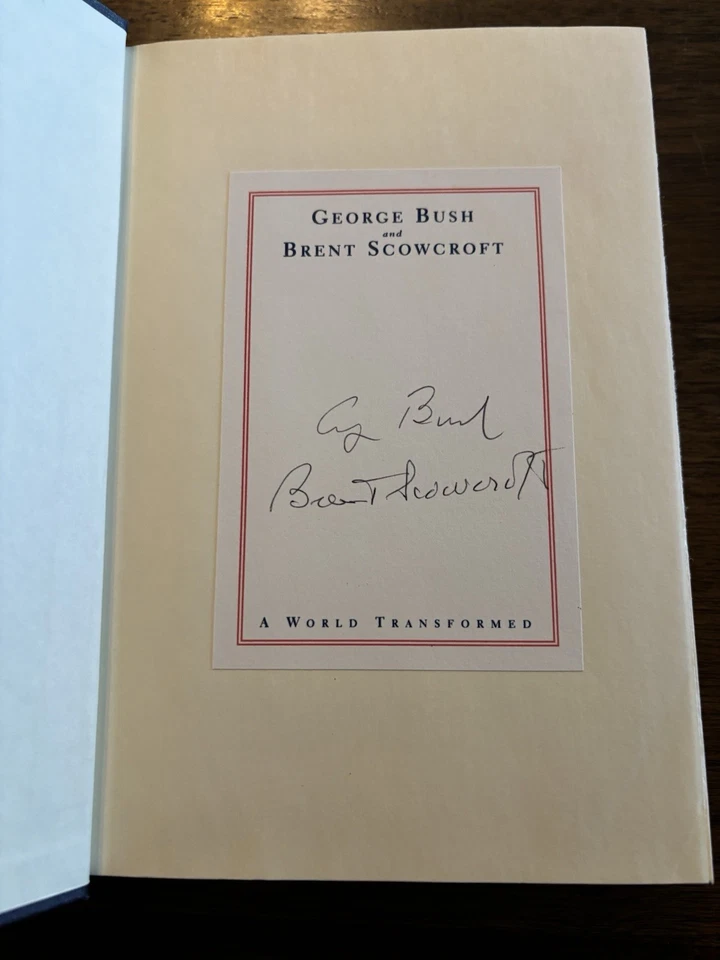 GEORGE BUSH
and
BRENT SCOWCROFT
Bush
Brent Scowcroft
A WORLD TRANSFORMED